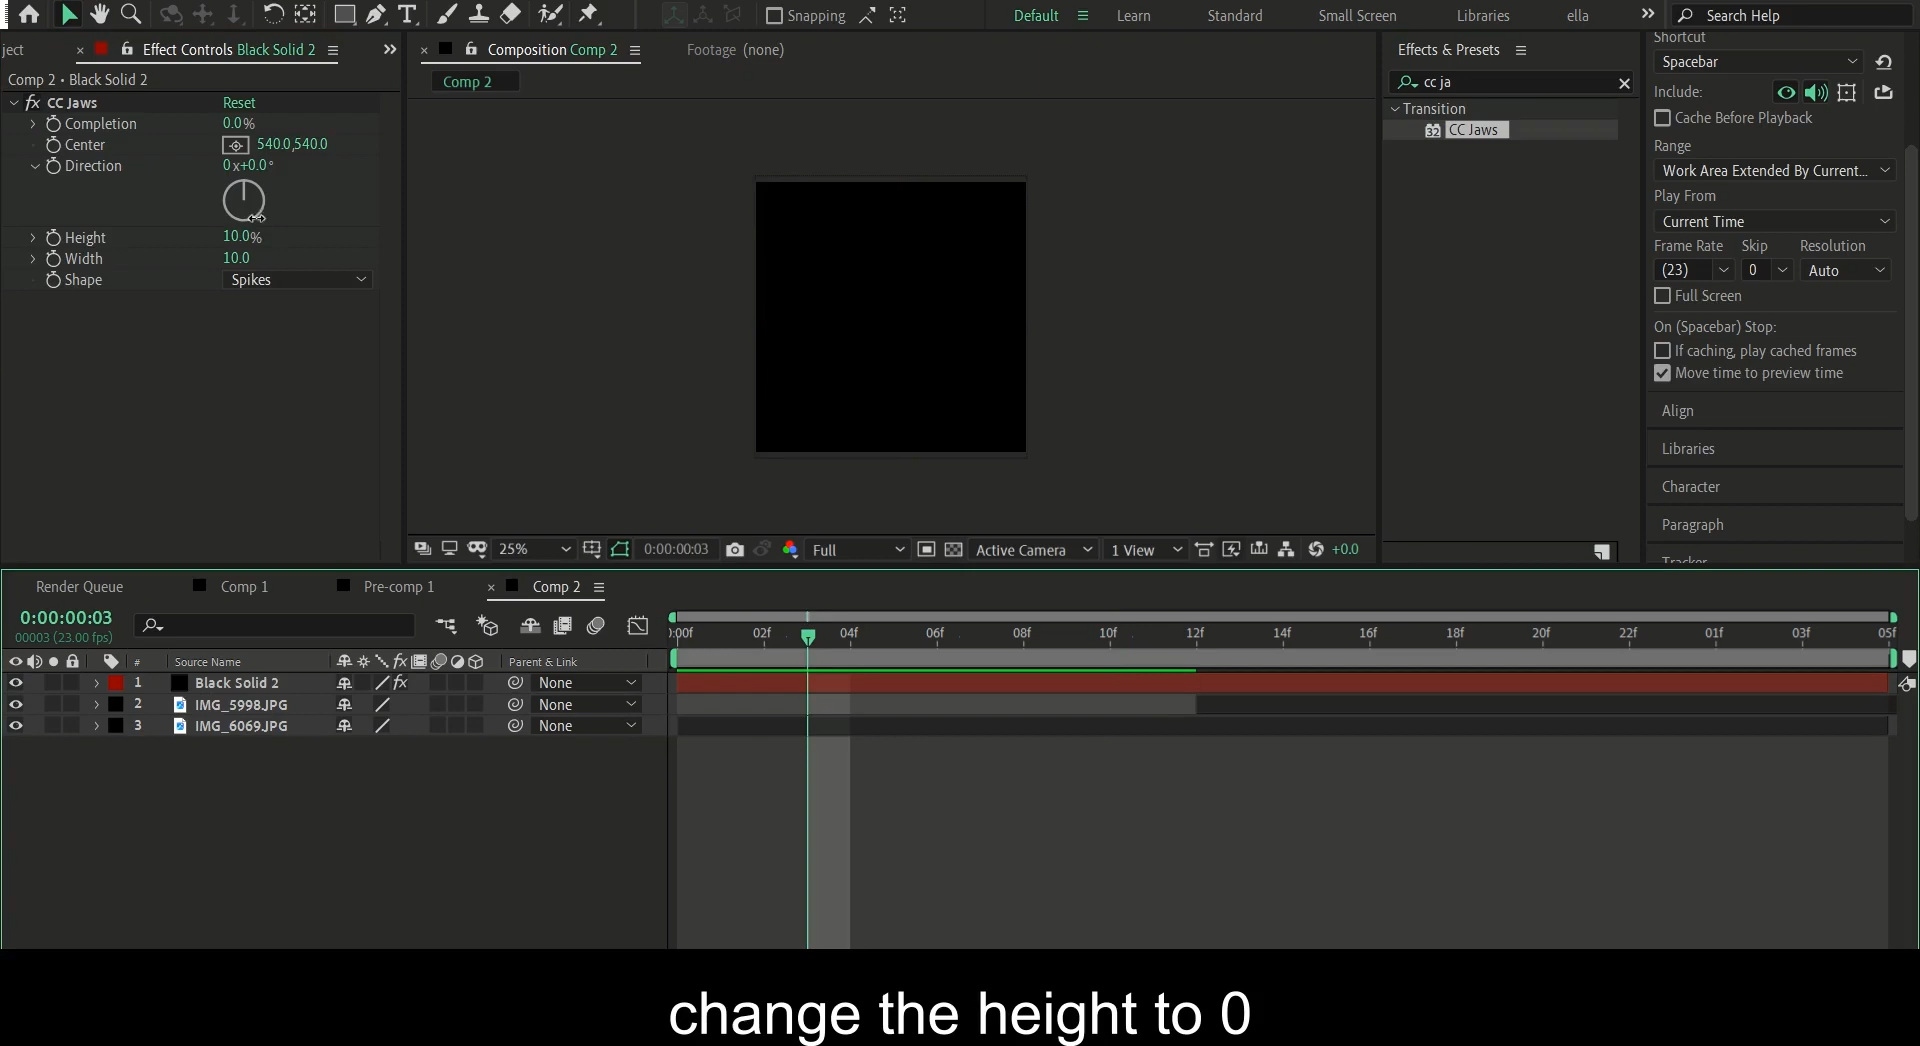 Snapping
Default
Learn
Standard
Small Screen
Libraries
ella
Search Help
ject
Effect Controls Black Solid 2
Composition Comp 2
Footage (none)
Effects & Presets
Shortcut
Comp 2 • Black Solid 2
Comp 2
cc ja
Spacebar
CC Jaws
Reset
Completion
0.0%
Center
540.0,540.0
Direction
0x+0.0°
Height
10.0%
Width
10.0
Shape
Spikes
Transition
32 CC Jaws
Include:
Cache Before Playback
Range
Work Area Extended By Current...
Play From
Current Time
Frame Rate Skip Resolution
(23) 0 Auto
Full Screen
On (Spacebar) Stop:
If caching, play cached frames
Move time to preview time
Align
Libraries
Character
Paragraph
Tracker
25%
0:00:00:03
Full
Active Camera
1 View
+0.0
Render Queue
Comp 1
Pre-comp 1
Comp 2
0:00:00:03
00003 (23.00 fps)
):00f 02f 04f 06f 08f 10f 12f 14f 16f 18f 20f 22f 01f 03f 05f
# Source Name fx Parent & Link
1 Black Solid 2 fx None
2 IMG_5998.JPG None
3 IMG_6069.JPG None
change the height to 0